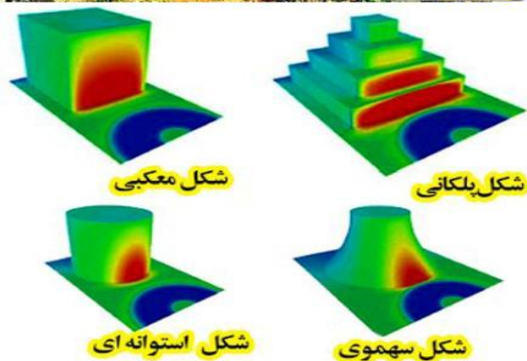 شکل معکبی
شکل پلکانی
شکل استوانه ای
شکل سهموی